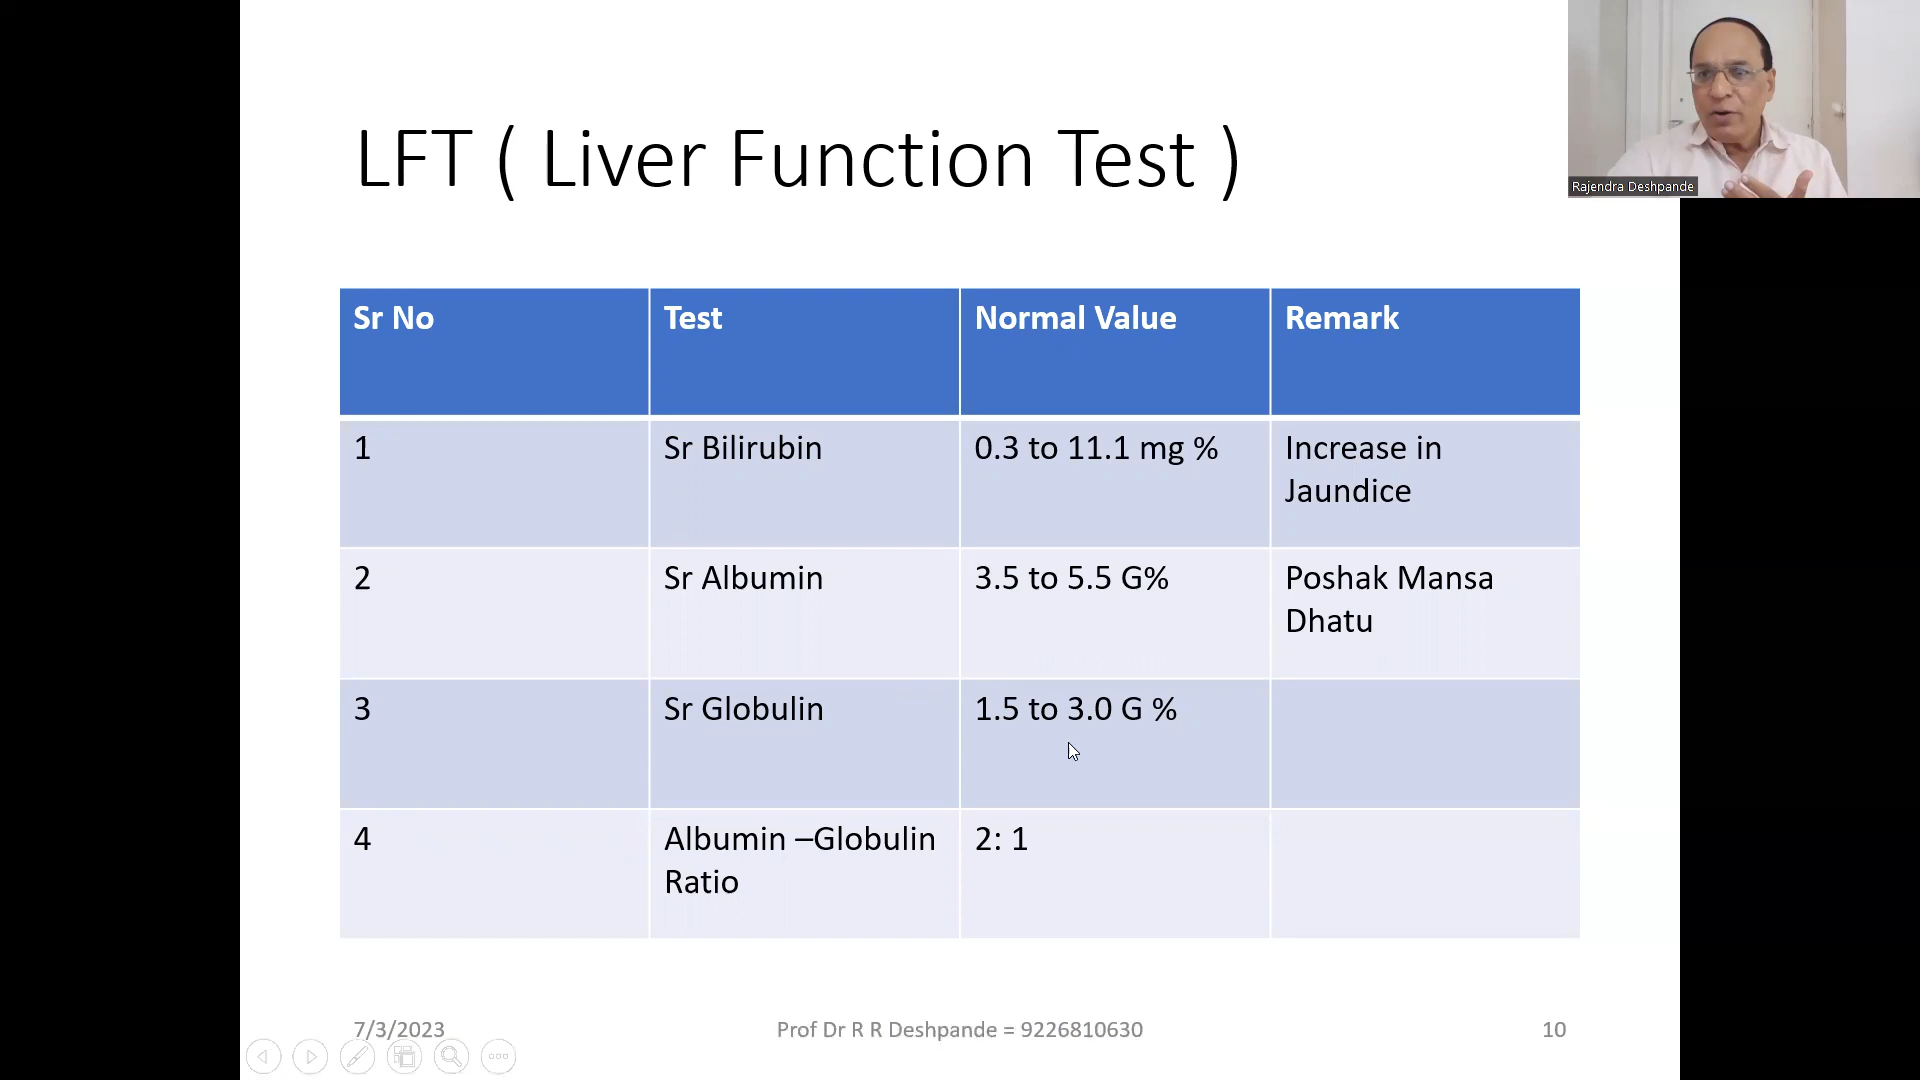 LFT ( Liver Function Test )
Rajendra Deshpande
Sr No Test Normal Value Remark
1 Sr Bilirubin 0.3 to 11.1 mg % Increase in
Jaundice
2 Sr Albumin 3.5 to 5.5 G% Poshak Mansa
Dhatu
3 Sr Globulin 1.5 to 3.0 G %
4 Albumin –Globulin 2: 1
Ratio
7/3/2023 Prof Dr R R Deshpande = 9226810630 10